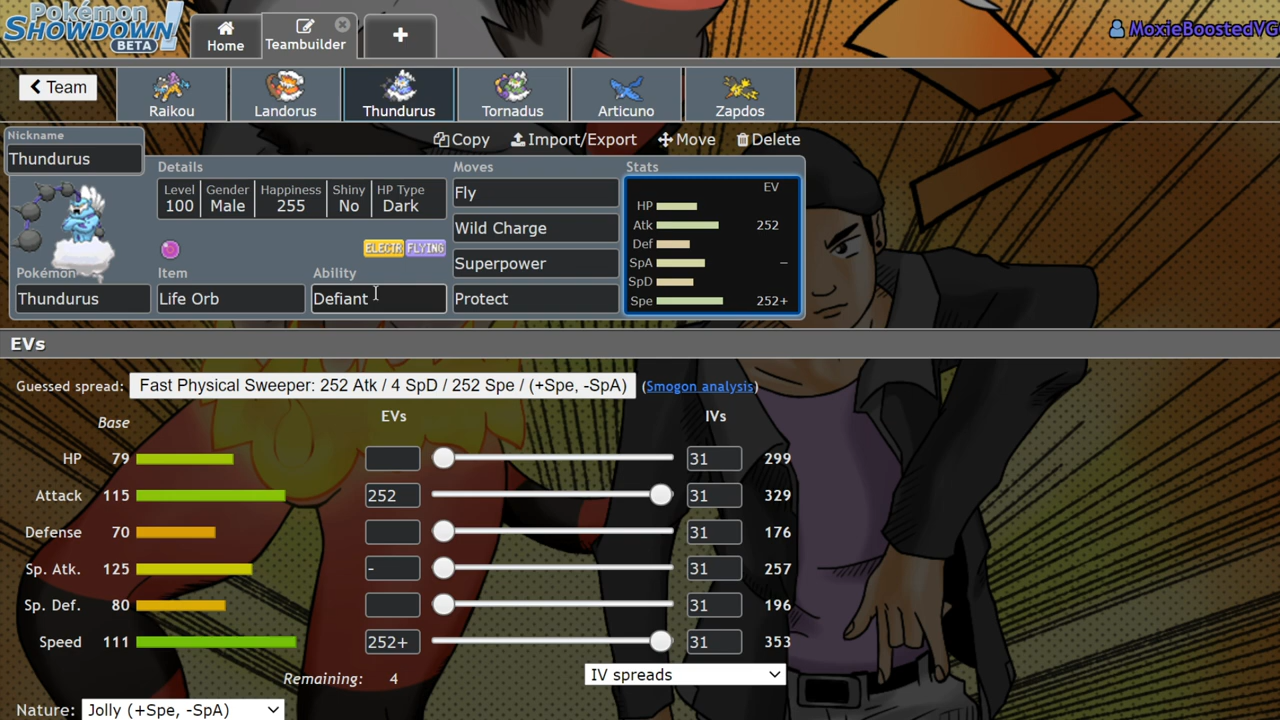 Pokémon
SHOWDOWN!
BETA
Home
Teambuilder
+
MoxieBoostedVG
Team
Raikou
Landorus
Thundurus
Tornadus
Articuno
Zapdos
Copy
Import/Export
Move
Delete
Nickname
Thundurus
Details
Level
100
Gender
Male
Happiness
255
Shiny
No
HP Type
Dark
ELECTR
FLYING
Pokémon
Thundurus
Item
Life Orb
Ability
Defiant
Moves
Fly
Wild Charge
Superpower
Protect
Stats
EV
HP
Atk 252
Def
SpA –
SpD
Spe 252+
EVs
Guessed spread: Fast Physical Sweeper: 252 Atk / 4 SpD / 252 Spe / (+Spe, -SpA) (Smogon analysis)
Base EVs IVs
HP 79 31 299
Attack 115 252 31 329
Defense 70 31 176
Sp. Atk. 125 - 31 257
Sp. Def. 80 31 196
Speed 111 252+ 31 353
Remaining: 4
IV spreads
Nature: Jolly (+Spe, -SpA)